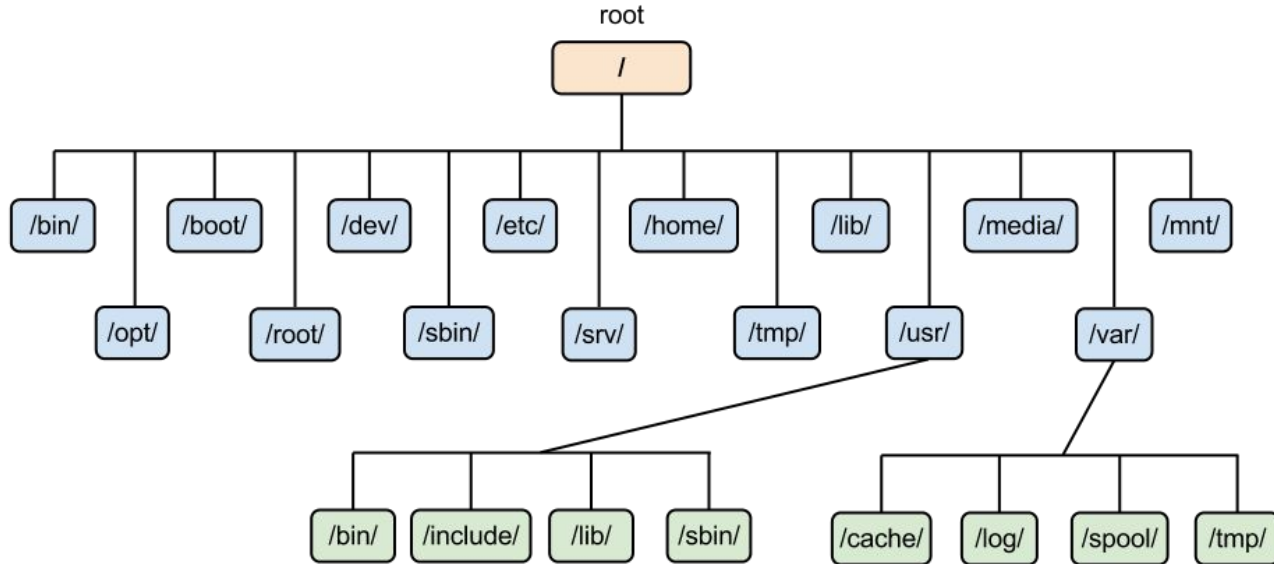 root
/
/bin/
/boot/
/dev/
/etc/
/home/
/lib/
/media/
/mnt/
/opt/
/root/
/sbin/
/srv/
/tmp/
/usr/
/var/
/bin/
/include/
/lib/
/sbin/
/cache/
/log/
/spool/
/tmp/